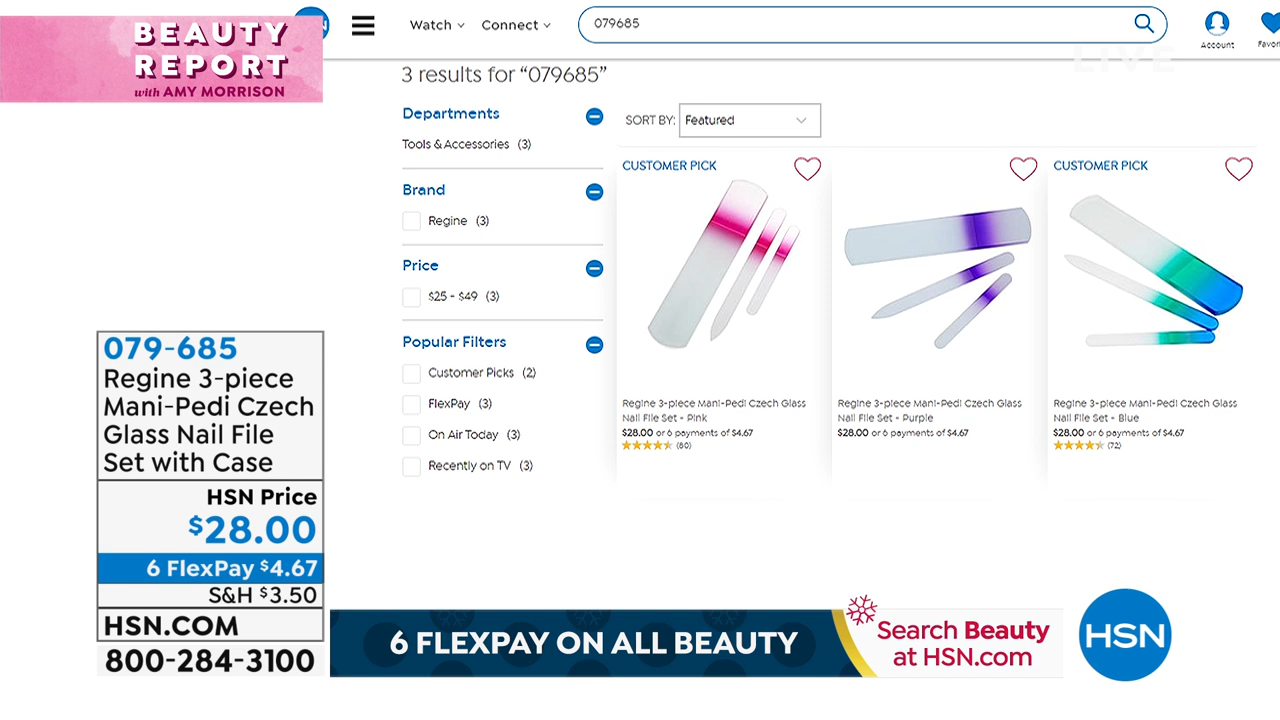 BEAUTY
REPORT
with AMY MORRISON
Watch
Connect
079685
Account
LIVE
3 results for “079685”
Departments
Tools & Accessories (3)
Brand
Regine (3)
Price
$25 - $49 (3)
Popular Filters
Customer Picks (2)
FlexPay (3)
On Air Today (3)
Recently on TV (3)
SORT BY: Featured
CUSTOMER PICK
Regine 3-piece Mani-Pedi Czech Glass
Nail File Set - Pink
$28.00 or 6 payments of $4.67
(80)
Regine 3-piece Mani-Pedi Czech Glass
Nail File Set - Purple
$28.00 or 6 payments of $4.67
CUSTOMER PICK
Regine 3-piece Mani-Pedi Czech Glass
Nail File Set - Blue
$28.00 or 6 payments of $4.67
(72)
079-685
Regine 3-piece
Mani-Pedi Czech
Glass Nail File
Set with Case
HSN Price
$28.00
6 FlexPay $4.67
S&H $3.50
HSN.COM
800-284-3100
6 FLEXPAY ON ALL BEAUTY
Search Beauty
at HSN.com
HSN